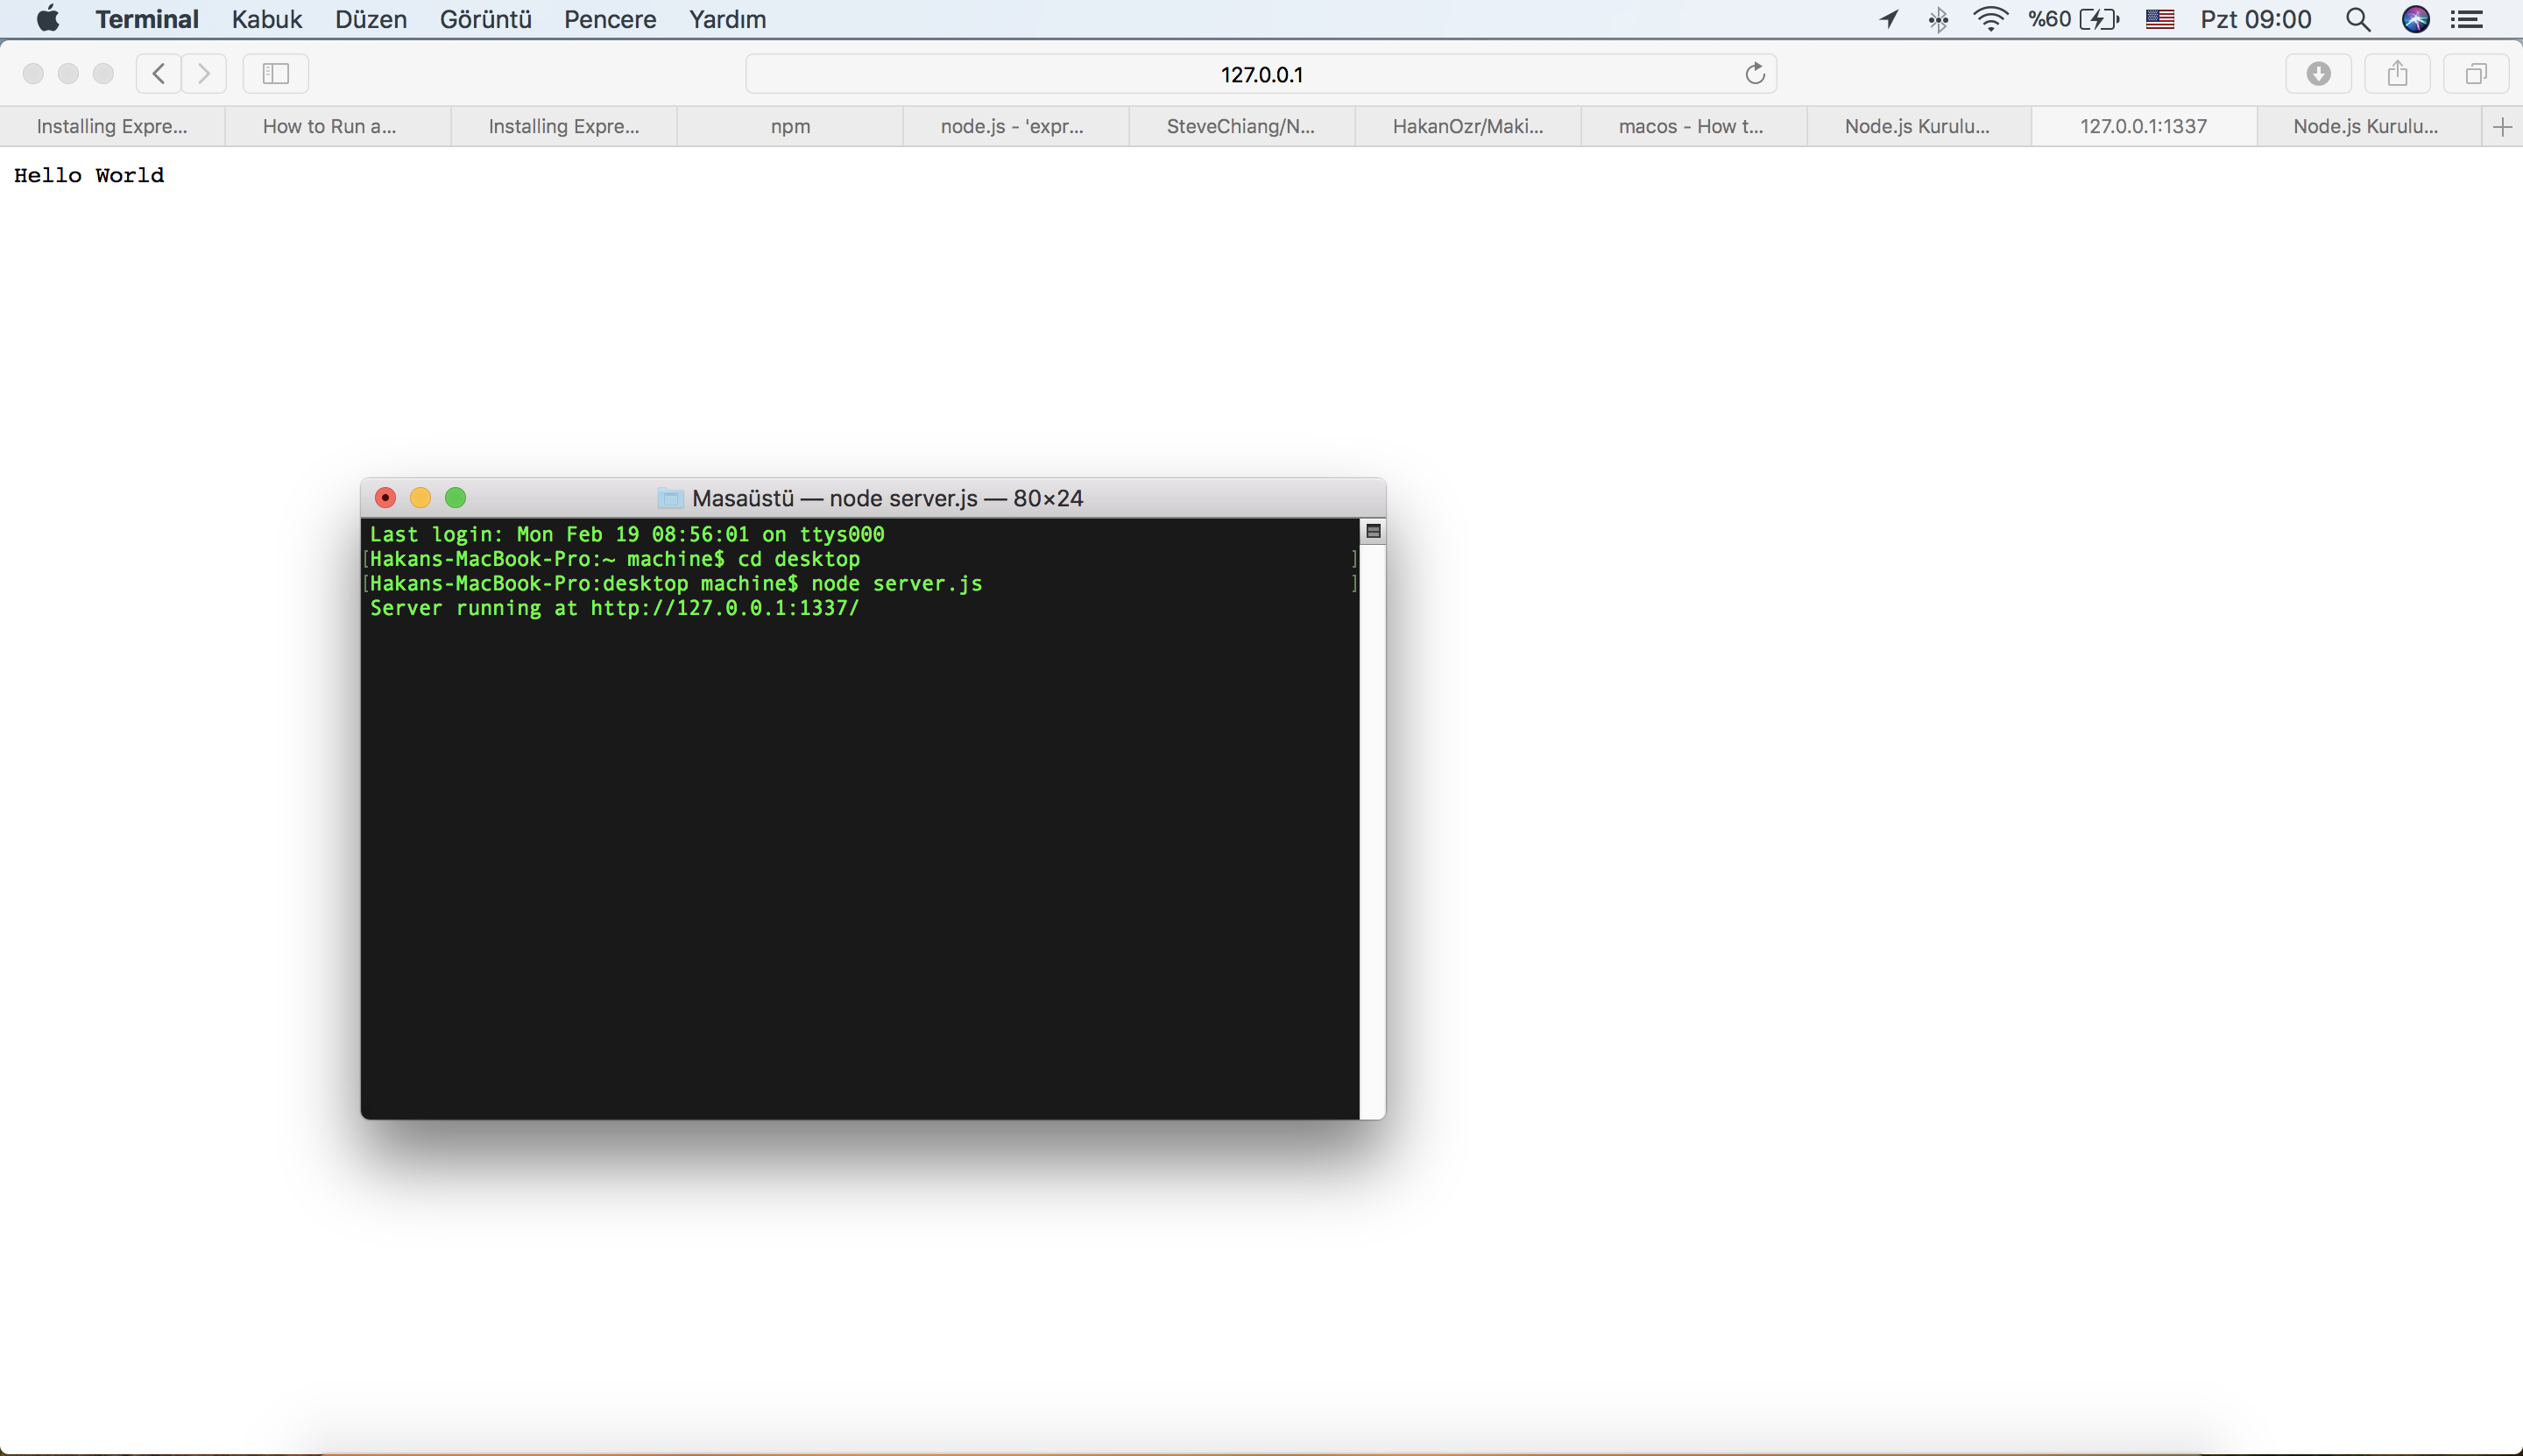 Terminal Kabuk Düzen Görüntü Pencere Yardım %60 Pzt 09:00
127.0.0.1
Installing Expre... How to Run a... Installing Expre... npm node.js - 'expr... SteveChiang/N... HakanOzr/Maki... macos - How t... Node.js Kurulu... 127.0.0.1:1337 Node.js Kurulu...
Hello World
Masaüstü — node server.js — 80×24
Last login: Mon Feb 19 08:56:01 on ttys000
[Hakans-MacBook-Pro:~ machine$ cd desktop ]
[Hakans-MacBook-Pro:desktop machine$ node server.js ]
Server running at http://127.0.0.1:1337/